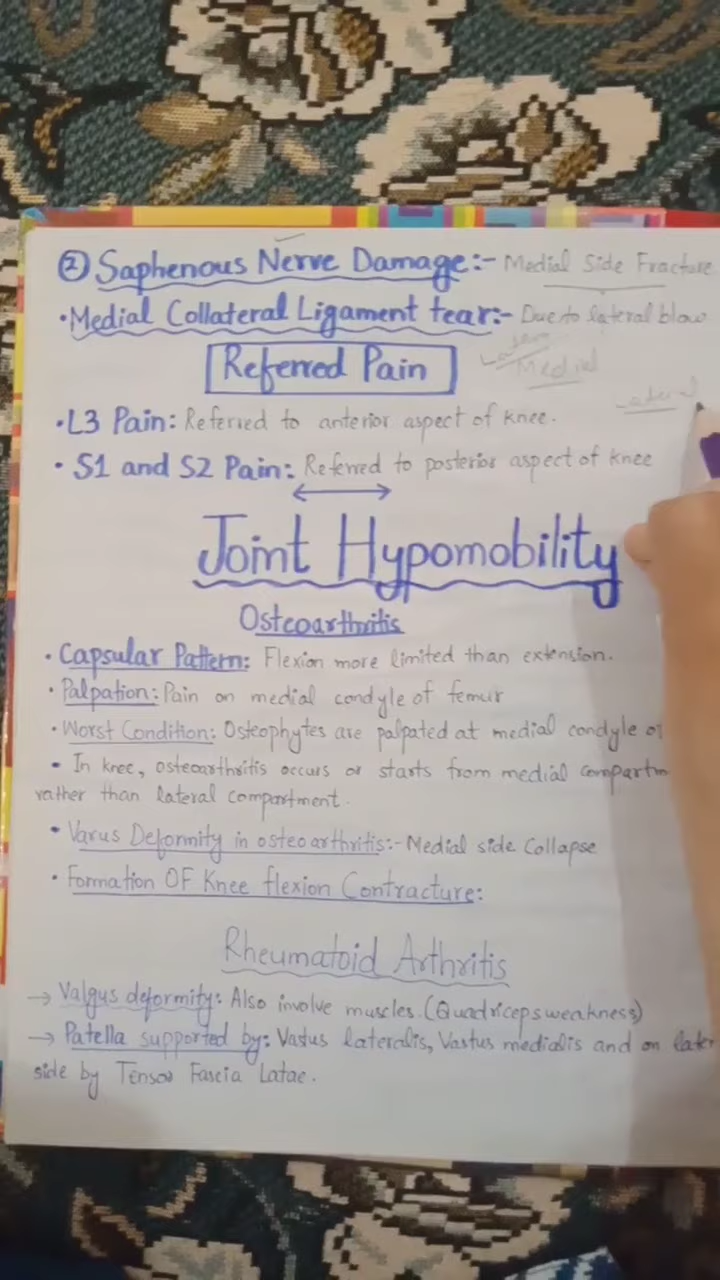 ② Saphenous Nerve Damage:- Medial Side Fracture
• Medial Collateral Ligament tear:- Due to lateral blow
Medial
Lateral
Referred Pain
• L3 Pain: Referred to anterior aspect of knee.
• S1 and S2 Pain: Referred to posterior aspect of knee
Joint Hypomobility
Osteoarthritis
• Capsular Pattern: Flexion more limited than extension.
• Palpation: Pain on medial condyle of femur
• Worst Condition: Osteophytes are palpated at medial condyle of
• In knee, osteoarthritis occurs or starts from medial compartm
rather than lateral compartment.
• Varus Deformity in osteoarthritis:- Medial side Collapse
• Formation OF Knee flexion Contracture:
Rheumatoid Arthritis
→ Valgus deformity: Also involve muscles. (Quadriceps weakness)
→ Patella supported by: Vastus lateralis, Vastus medialis and on later
side by Tensor Fascia Latae.